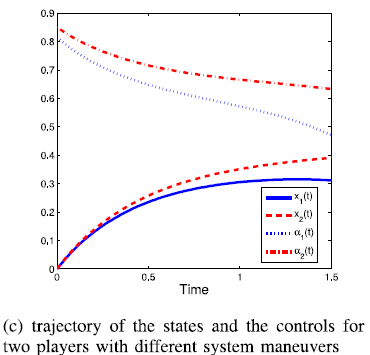 0.9
0.8
0.7
0.6
0.5
0.4
0.3
0.2
0.1
0
0
0.5
1
1.5
Time
x₁(t)
x₂(t)
α₁(t)
α₂(t)
(c) trajectory of the states and the controls for
two players with different system maneuvers